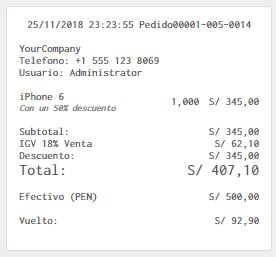 25/11/2018 23:23:55 Pedido00001-005-0014
YourCompany
Telefono: +1 555 123 8069
Usuario: Administrator
iPhone 6 1,000 S/ 345,00
Con un 50% descuento
Subtotal: S/ 345,00
IGV 18% Venta S/ 62,10
Descuento: S/ 345,00
Total: S/ 407,10
Efectivo (PEN) S/ 500,00
Vuelto: S/ 92,90